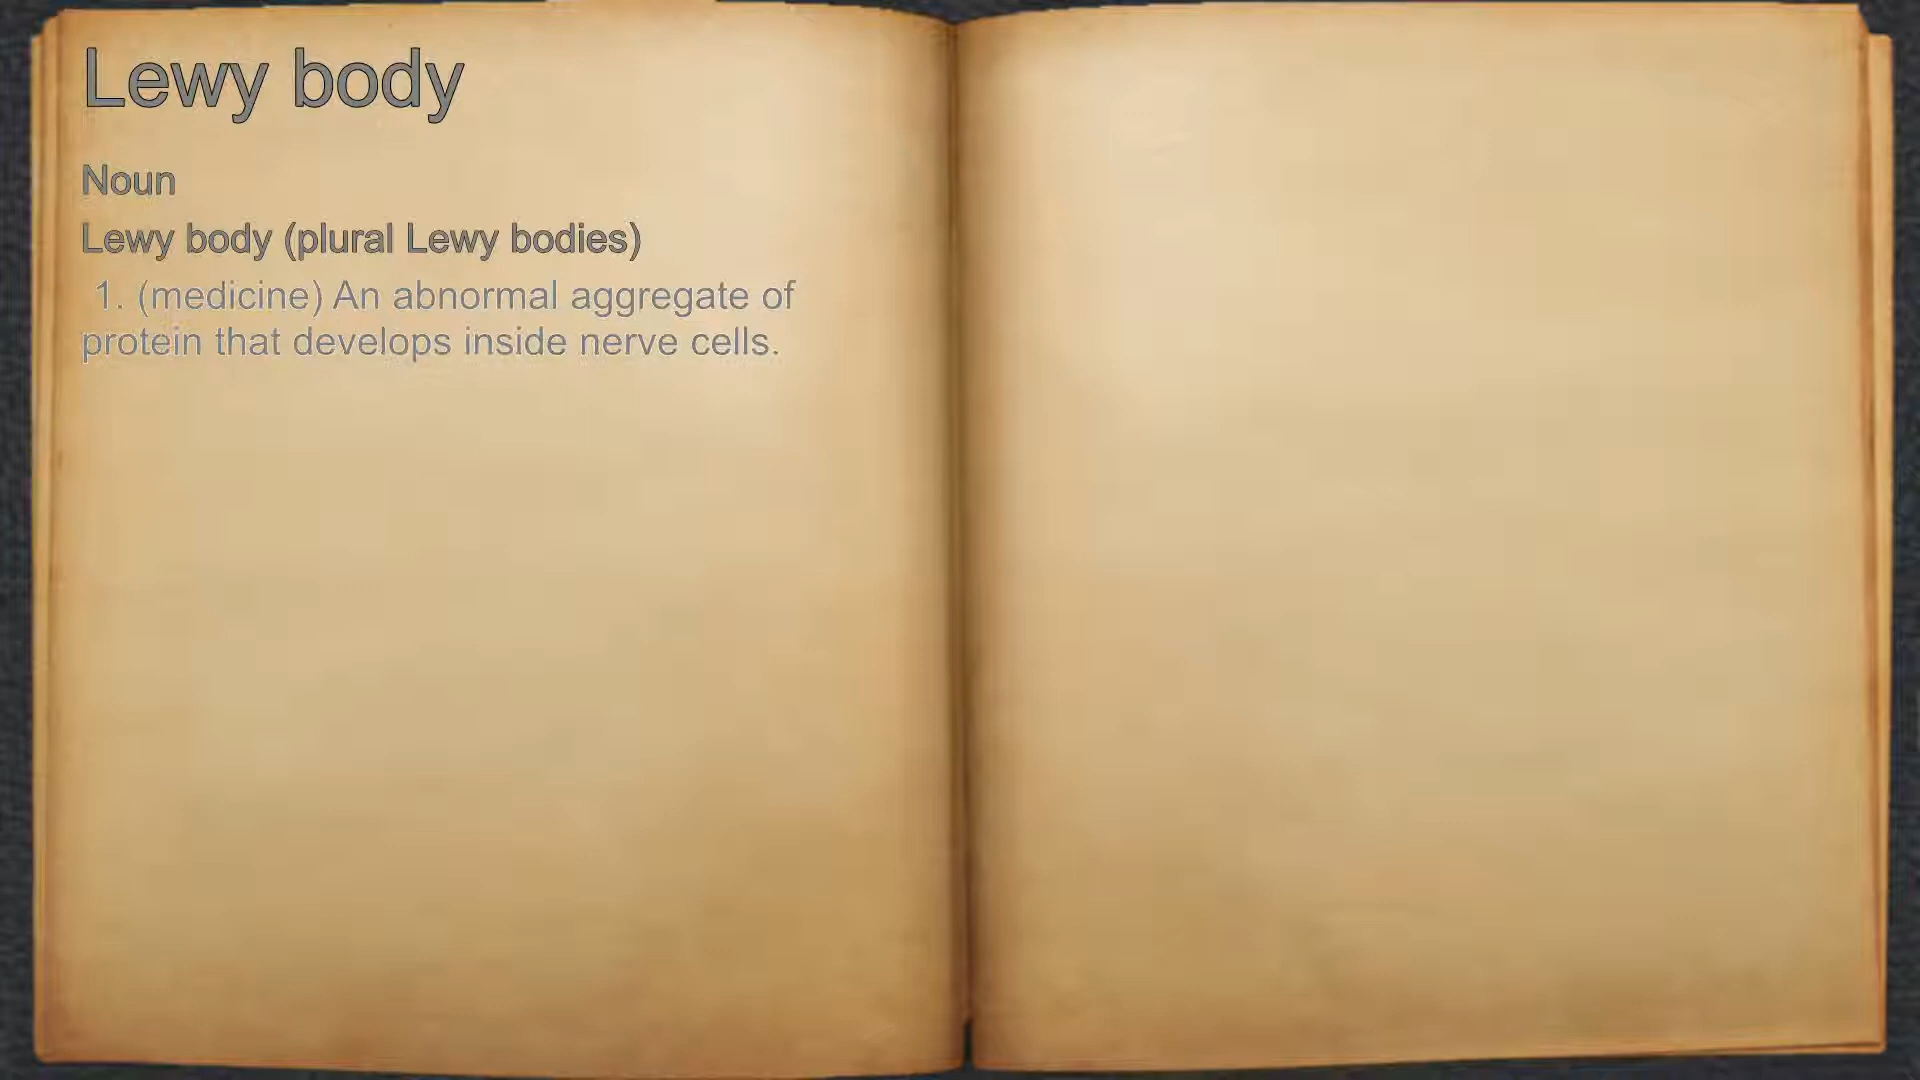 Lewy body
Noun
Lewy body (plural Lewy bodies)
1. (medicine) An abnormal aggregate of
protein that develops inside nerve cells.